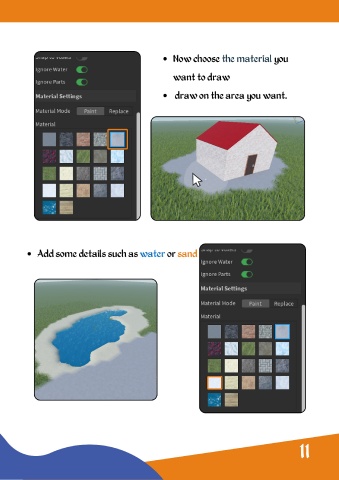 Ignore Water
Ignore Parts
Material Settings
Material Mode Paint Replace
Material
• Now choose the material you
want to draw
• draw on the area you want.
• Add some details such as water or sand
Ignore Water
Ignore Parts
Material Settings
Material Mode Paint Replace
Material
11